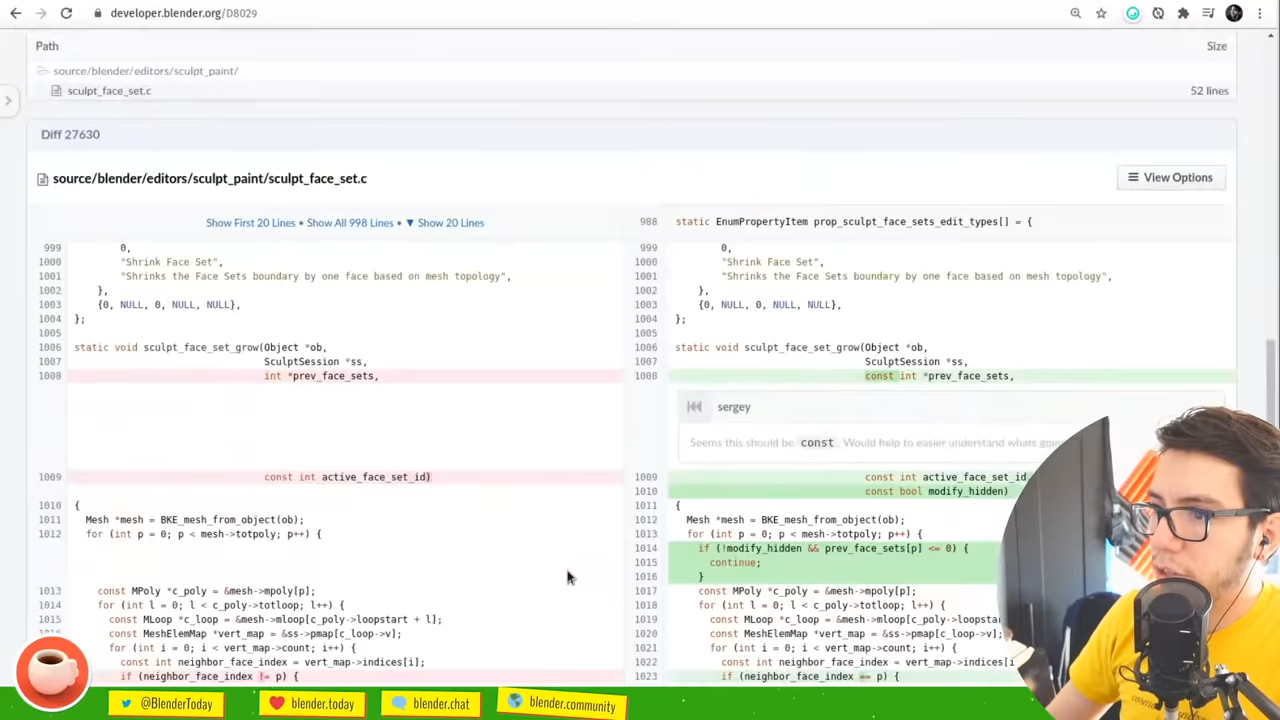 developer.blender.org/D8029
Path Size
source/blender/editors/sculpt_paint/
sculpt_face_set.c 52 lines
Diff 27630
source/blender/editors/sculpt_paint/sculpt_face_set.c View Options
Show First 20 Lines • Show All 998 Lines • ▼ Show 20 Lines 988 static EnumPropertyItem prop_sculpt_face_sets_edit_types[] = {
999 0, 999 0,
1000 "Shrink Face Set", 1000 "Shrink Face Set",
1001 "Shrinks the Face Sets boundary by one face based on mesh topology", 1001 "Shrinks the Face Sets boundary by one face based on mesh topology",
1002 }, 1002 },
1003 {0, NULL, 0, NULL, NULL}, 1003 {0, NULL, 0, NULL, NULL},
1004 }; 1004 };
1005 1005
1006 static void sculpt_face_set_grow(Object *ob, 1006 static void sculpt_face_set_grow(Object *ob,
1007 SculptSession *ss, 1007 SculptSession *ss,
1008 int *prev_face_sets, 1008 const int *prev_face_sets,
sergey
Seems this should be const. Would help to easier understand whats
1009 const int active_face_set_id) 1009 const int active_face_set_id
1010 const bool modify_hidden)
1010 { 1011 {
1011 Mesh *mesh = BKE_mesh_from_object(ob); 1012 Mesh *mesh = BKE_mesh_from_object(ob);
1012 for (int p = 0; p < mesh->totpoly; p++) { 1013 for (int p = 0; p < mesh->totpoly; p++) {
1014 if (!modify_hidden && prev_face_sets[p] <= 0) {
1015 continue;
1016 }
1013 const MPoly *c_poly = &mesh->mpoly[p]; 1017 const MPoly *c_poly = &mesh->mpoly[p];
1014 for (int l = 0; l < c_poly->totloop; l++) { 1018 for (int l = 0; l < c_poly->totloop; l++) {
1015 const MLoop *c_loop = &mesh->mloop[c_poly->loopstart + l]; 1019 const MLoop *c_loop = &mesh->mloop[c_poly->loopsta
1016 const MeshElemMap *vert_map = &ss->pmap[c_loop->v]; 1020 const MeshElemMap *vert_map = &ss->pmap[c_loop->v]
for (int i = 0; i < vert_map->count; i++) { 1021 for (int i = 0; i < vert_map->count; i++) {
const int neighbor_face_index = vert_map->indices[i]; 1022 const int neighbor_face_index = vert_map->indices[i]
if (neighbor_face_index != p) { 1023 if (neighbor_face_index == p) {
@BlenderToday blender.today blender.chat blender.community